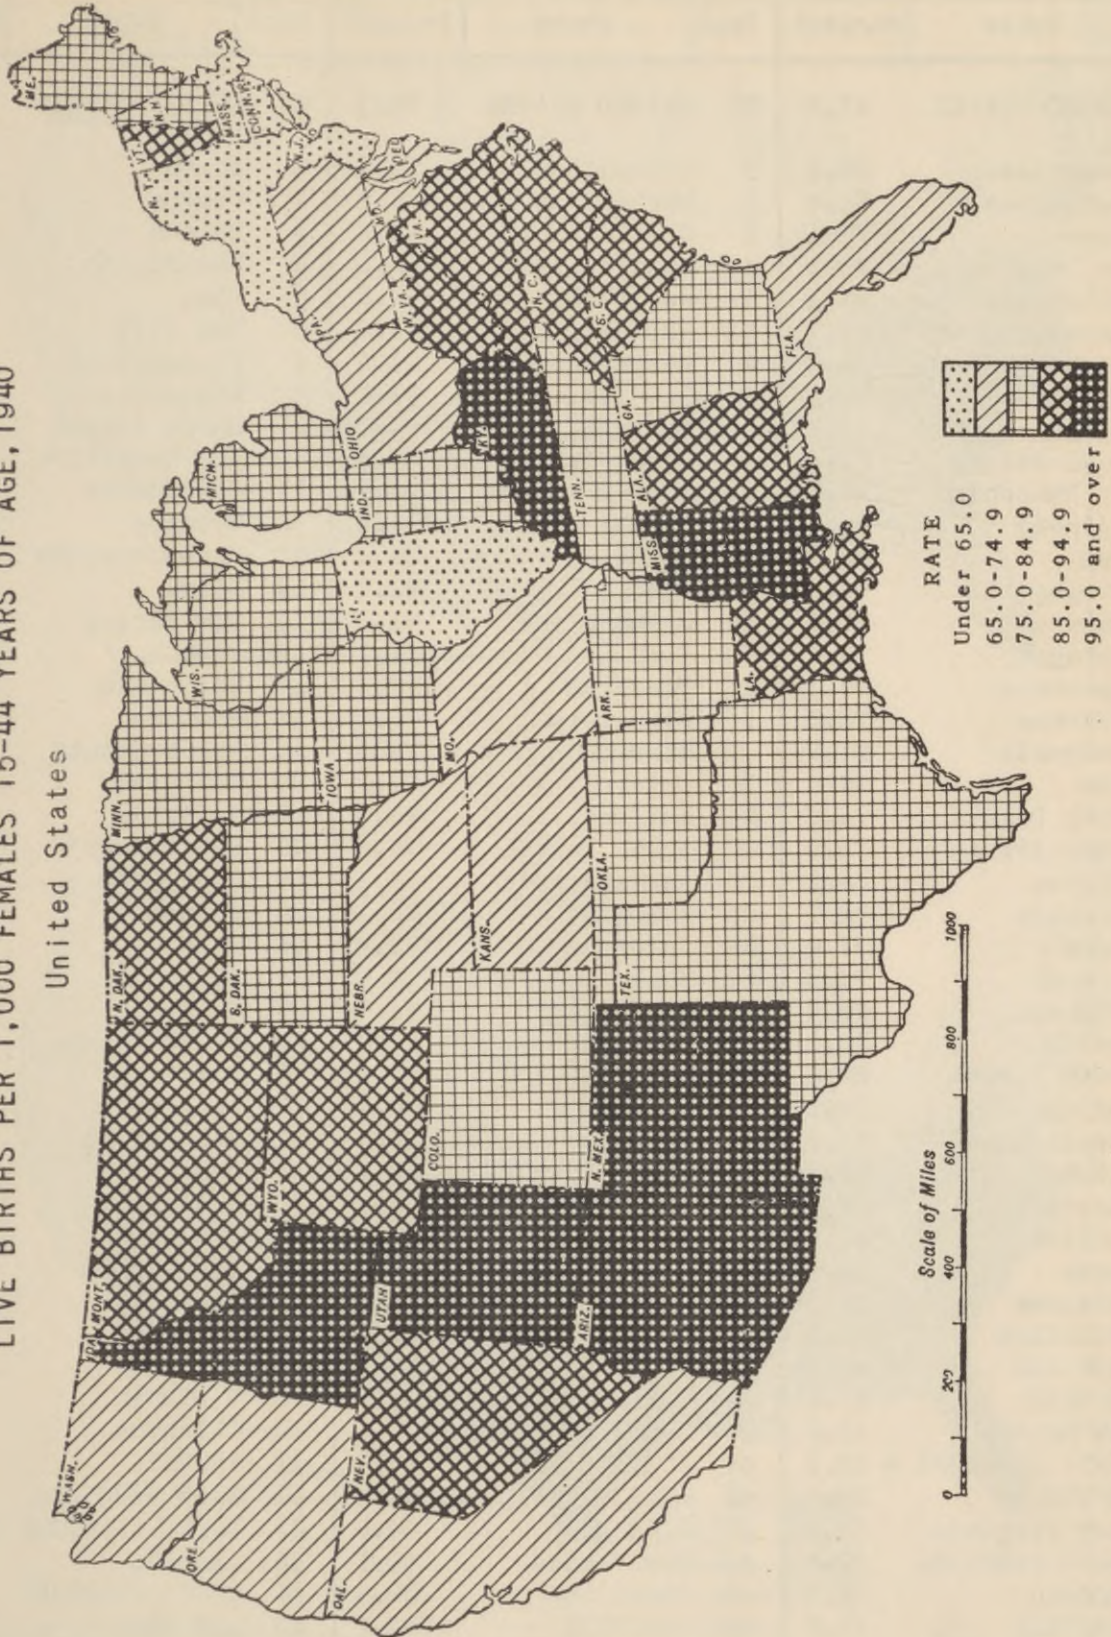 LIVE BIRTHS PER 1,000 FEMALES 15-44 YEARS OF AGE, 1940
United States
WASH.
ORE.
CAL.
NEV.
IDA.
MONT.
WYO.
UTAH
ARIZ.
COLO.
N. MEX.
N. DAK.
S. DAK.
NEBR.
KANS.
OKLA.
TEX.
MINN.
IOWA
MO.
ARK.
LA.
WIS.
ILL.
MICH.
IND.
OHIO
KY.
TENN.
MISS.
ALA.
GA.
FLA.
S. C.
N. C.
VA.
W. VA.
MD.
DEL.
PA.
N. J.
N. Y.
CONN.
R. I.
MASS.
VT.
N. H.
ME.
Scale of Miles
0 200 400 600 800 1000
RATE
Under 65.0
65.0-74.9
75.0-84.9
85.0-94.9
95.0 and over